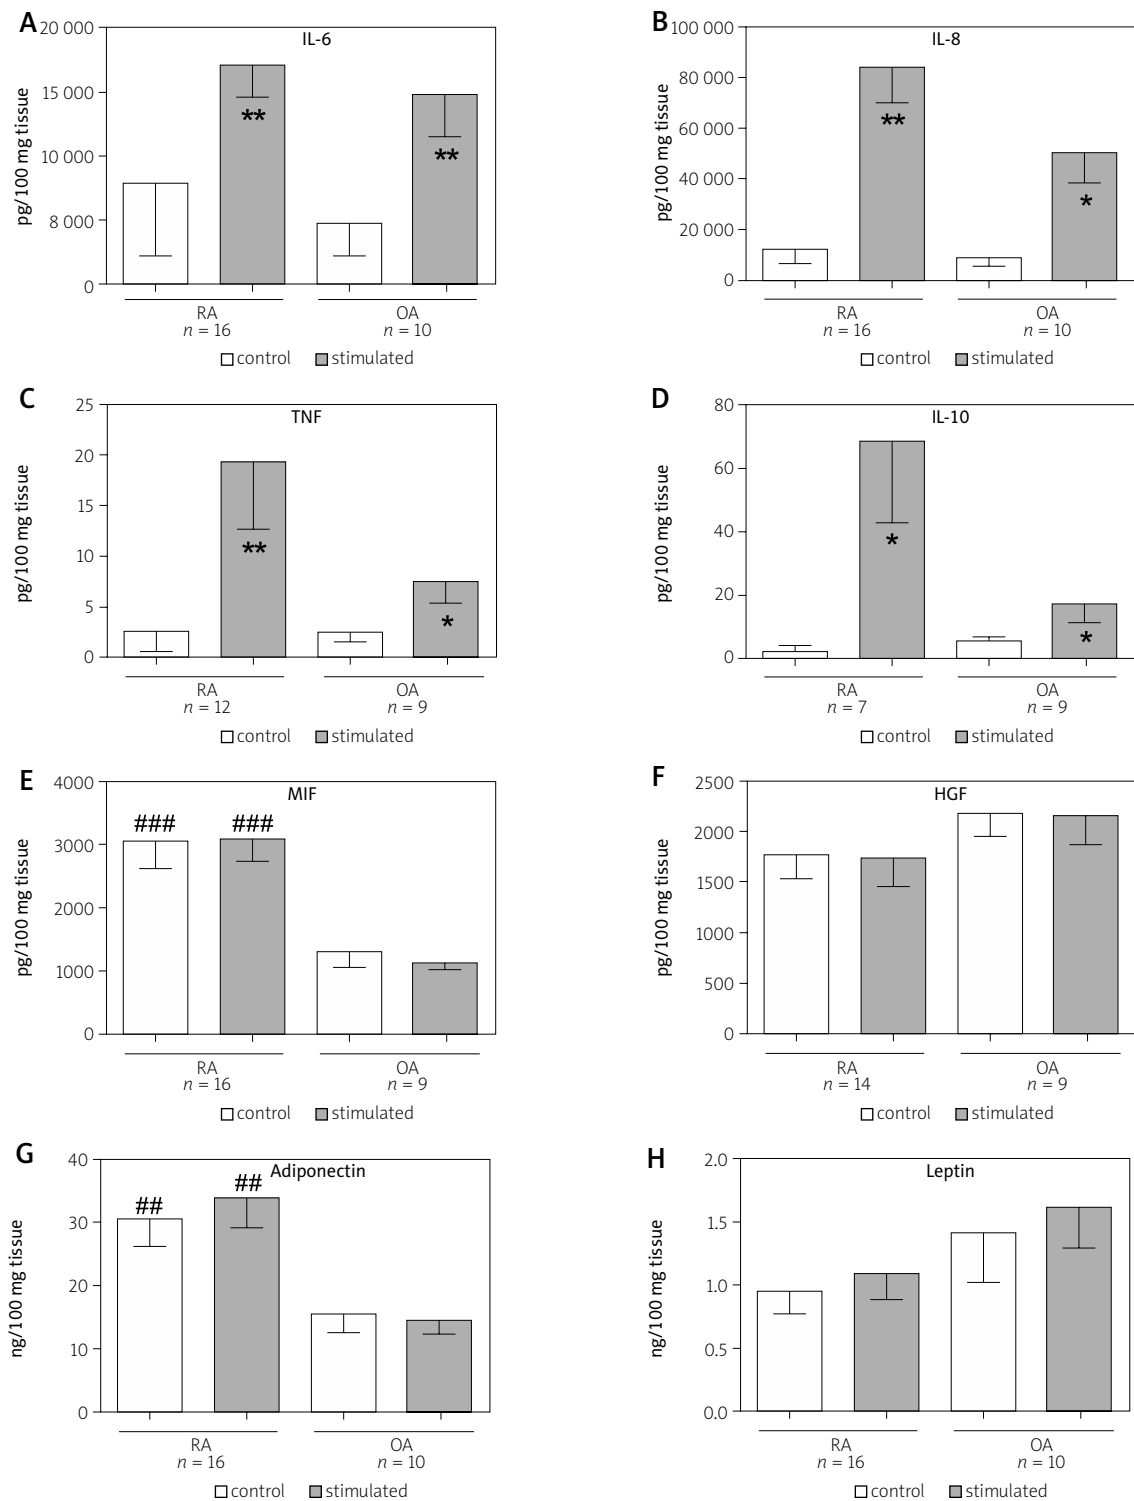 A
IL-6
pg/100 mg tissue
20 000
15 000
10 000
8 000
0
**
**
RA
n = 16
OA
n = 10
control
stimulated
B
IL-8
pg/100 mg tissue
100 000
80 000
60 000
40 000
20 000
0
**
*
RA
n = 16
OA
n = 10
control
stimulated
C
TNF
pg/100 mg tissue
25
20
15
10
5
0
**
*
RA
n = 12
OA
n = 9
control
stimulated
D
IL-10
pg/100 mg tissue
80
60
40
20
0
*
*
RA
n = 7
OA
n = 9
control
stimulated
E
MIF
pg/100 mg tissue
4000
3000
2000
1000
0
###
###
RA
n = 16
OA
n = 9
control
stimulated
F
HGF
pg/100 mg tissue
2500
2000
1500
1000
500
0
RA
n = 14
OA
n = 9
control
stimulated
G
Adiponectin
ng/100 mg tissue
40
30
20
10
0
##
##
RA
n = 16
OA
n = 10
control
stimulated
H
Leptin
ng/100 mg tissue
2.0
1.5
1.0
0.5
0.0
RA
n = 16
OA
n = 10
control
stimulated